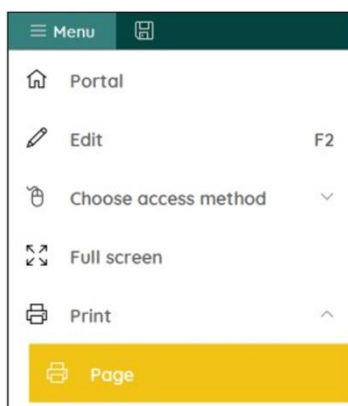 Menu
Portal
Edit F2
Choose access method
Full screen
Print
Page